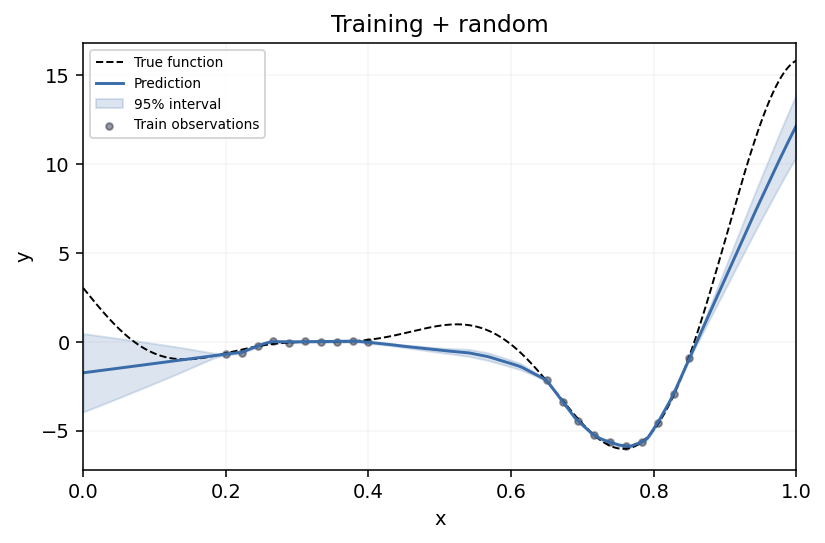 Training + random
True function
Prediction
95% interval
Train observations
y
15
10
5
0
−5
0.0 0.2 0.4 0.6 0.8 1.0
x